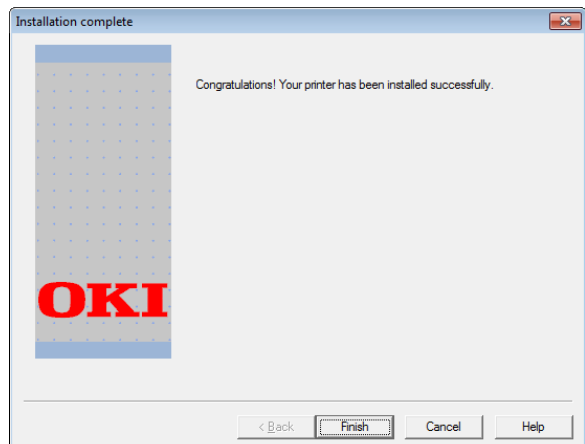 Installation complete
Congratulations! Your printer has been installed successfully.
OKI
< Back
Finish
Cancel
Help